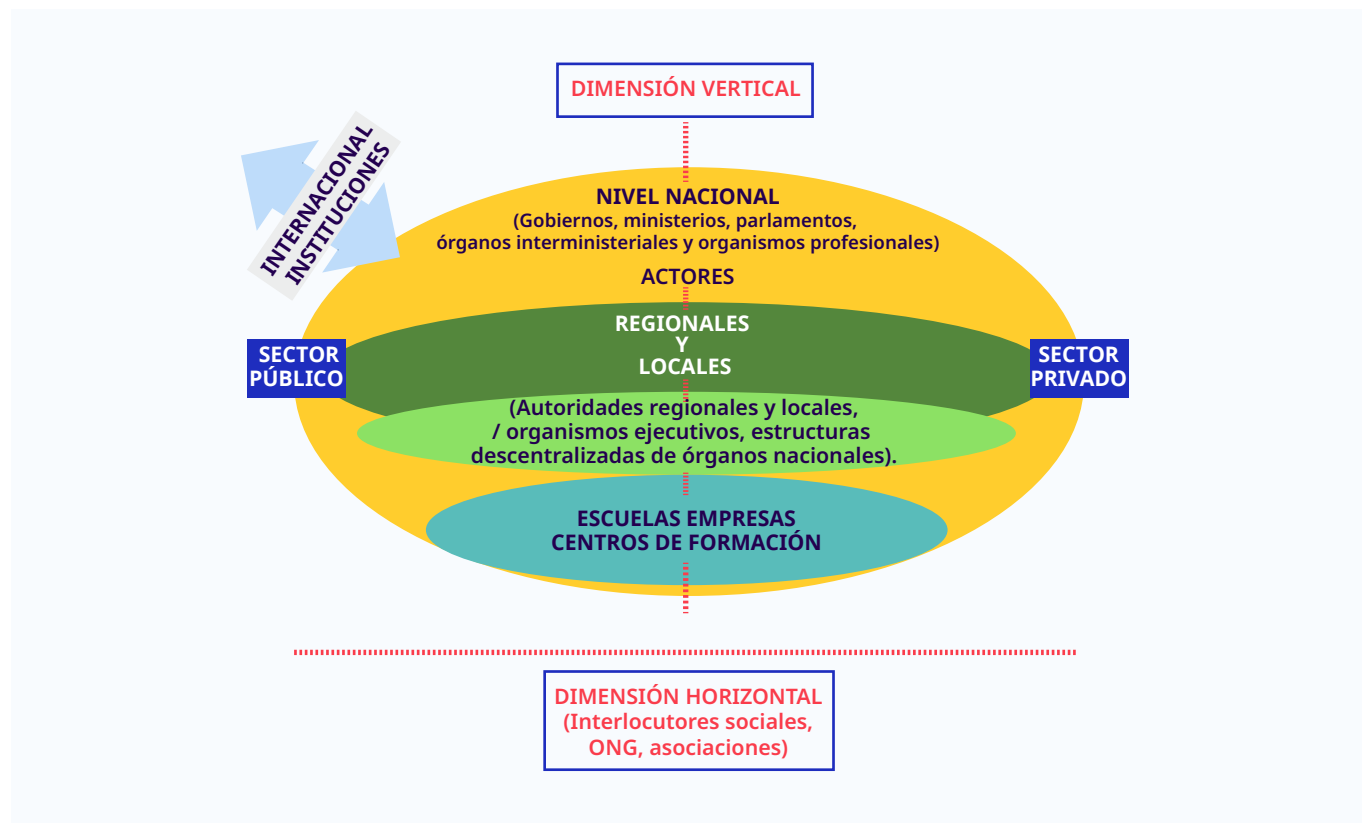 DIMENSIÓN VERTICAL
INTERNACIONAL
INSTITUCIONES
NIVEL NACIONAL
(Gobiernos, ministerios, parlamentos,
órganos interministeriales y organismos profesionales)
ACTORES
REGIONALES
Y
LOCALES
SECTOR
PÚBLICO
SECTOR
PRIVADO
(Autoridades regionales y locales,
/ organismos ejecutivos, estructuras
descentralizadas de órganos nacionales).
ESCUELAS EMPRESAS
CENTROS DE FORMACIÓN
DIMENSIÓN HORIZONTAL
(Interlocutores sociales,
ONG, asociaciones)